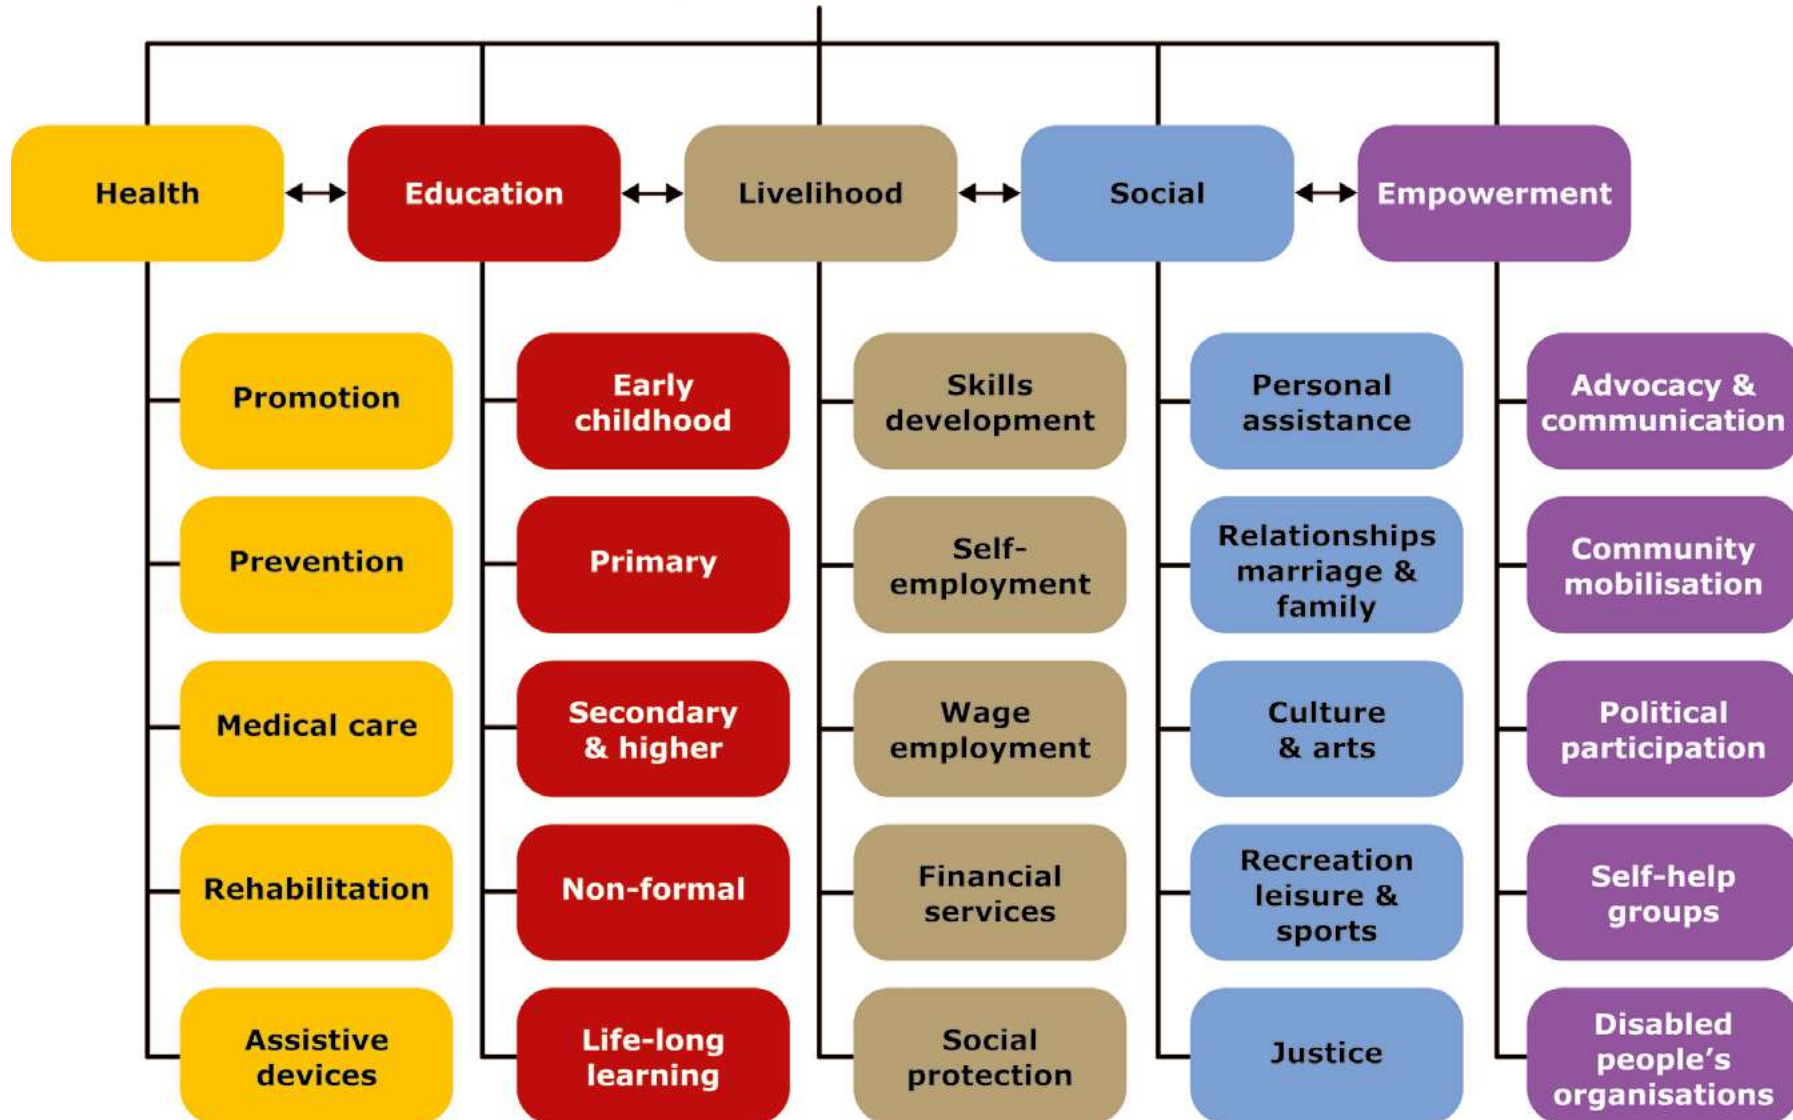 Health
Education
Livelihood
Social
Empowerment
Promotion
Prevention
Medical care
Rehabilitation
Assistive
devices
Early
childhood
Primary
Secondary
& higher
Non-formal
Life-long
learning
Skills
development
Self-
employment
Wage
employment
Financial
services
Social
protection
Personal
assistance
Relationships
marriage &
family
Culture
& arts
Recreation
leisure &
sports
Justice
Advocacy &
communication
Community
mobilisation
Political
participation
Self-help
groups
Disabled
people’s
organisations